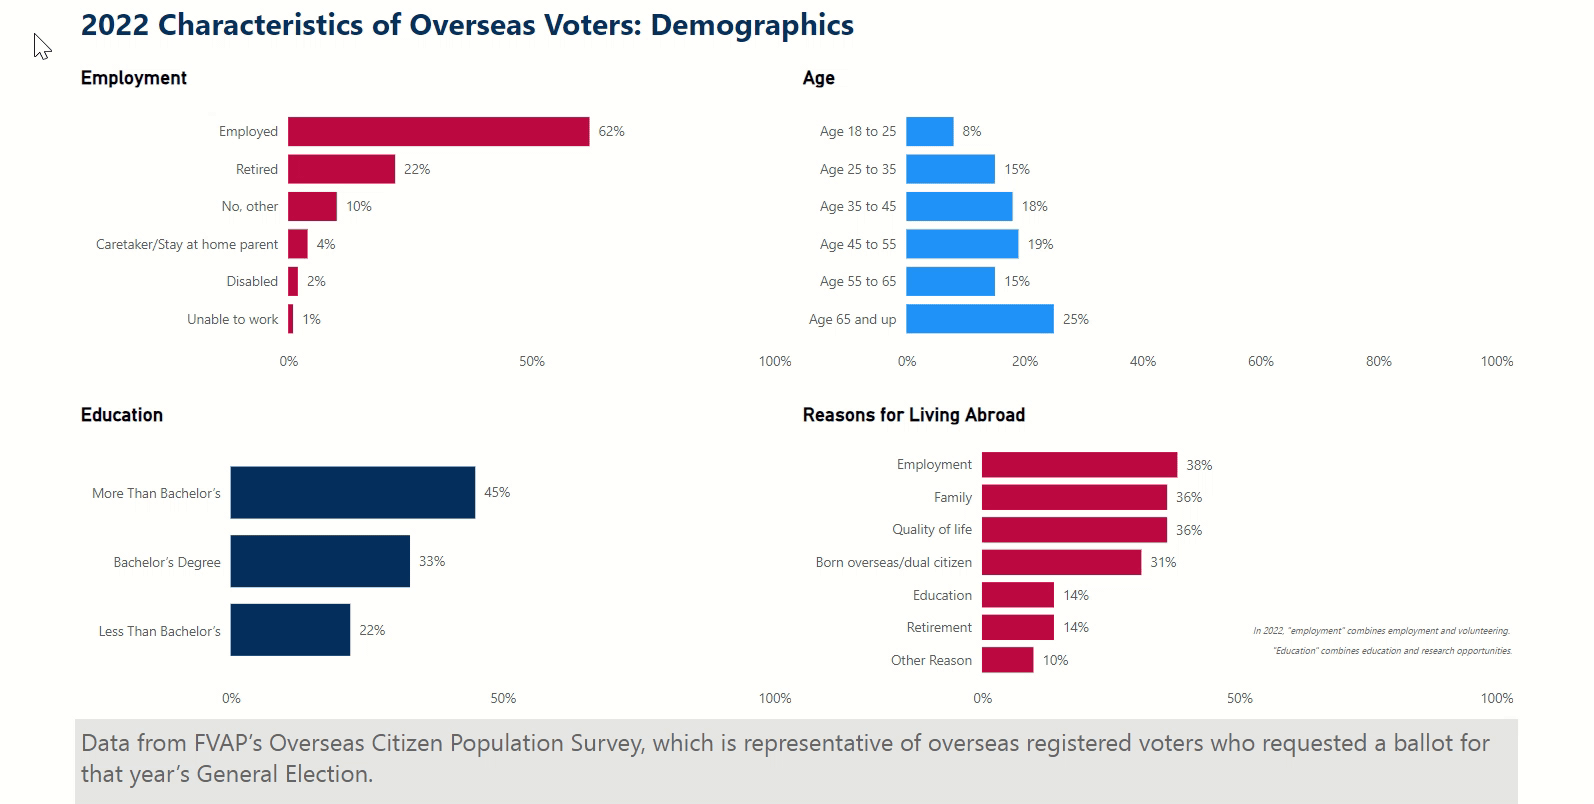 2022 Characteristics of Overseas Voters: Demographics
Employment
Employed 62%
Retired 22%
No, other 10%
Caretaker/Stay at home parent 4%
Disabled 2%
Unable to work 1%
0% 50% 100%
Age
Age 18 to 25 8%
Age 25 to 35 15%
Age 35 to 45 18%
Age 45 to 55 19%
Age 55 to 65 15%
Age 65 and up 25%
0% 20% 40% 60% 80% 100%
Education
More Than Bachelor’s 45%
Bachelor’s Degree 33%
Less Than Bachelor’s 22%
0% 50% 100%
Reasons for Living Abroad
Employment 38%
Family 36%
Quality of life 36%
Born overseas/dual citizen 31%
Education 14%
Retirement 14%
Other Reason 10%
0% 50% 100%
In 2022, "employment" combines employment and volunteering.
"Education" combines education and research opportunities.
Data from FVAP’s Overseas Citizen Population Survey, which is representative of overseas registered voters who requested a ballot for
that year’s General Election.